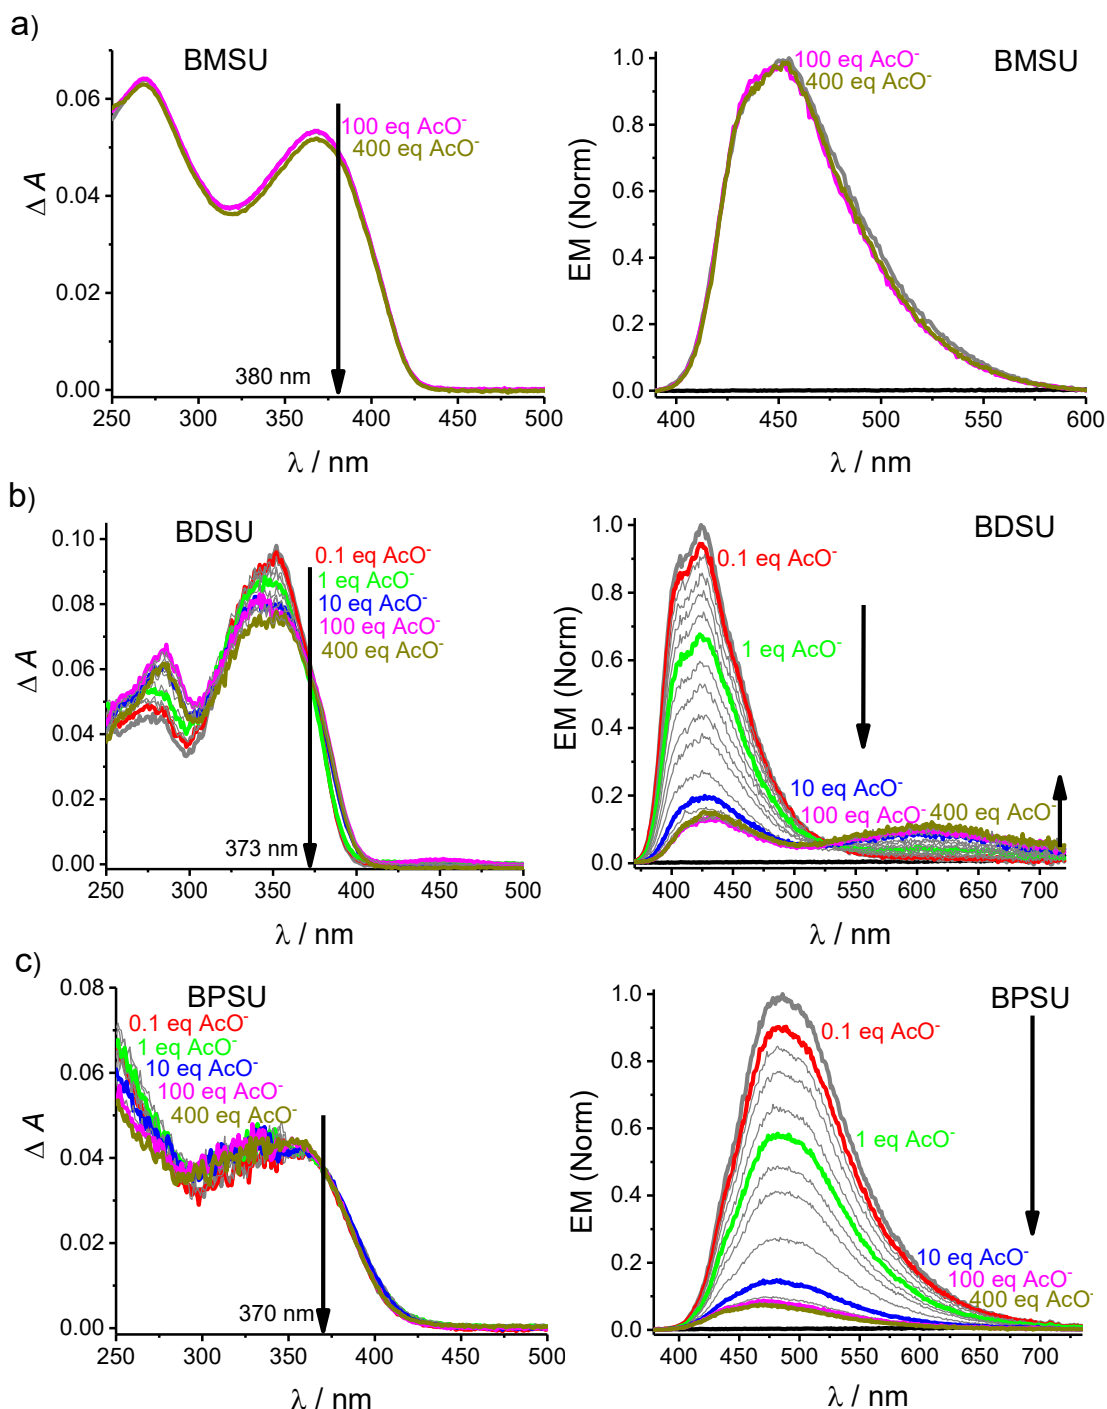 a)
BMSU
100 eq AcO⁻
400 eq AcO⁻
380 nm
0.06
0.04
0.02
0.00
Δ A
250 300 350 400 450 500
λ / nm
BMSU
100 eq AcO⁻
400 eq AcO⁻
1.0
0.8
0.6
0.4
0.2
0.0
EM (Norm)
400 450 500 550 600
λ / nm
b)
BDSU
0.1 eq AcO⁻
1 eq AcO⁻
10 eq AcO⁻
100 eq AcO⁻
400 eq AcO⁻
373 nm
0.10
0.08
0.06
0.04
0.02
0.00
Δ A
250 300 350 400 450 500
λ / nm
BDSU
0.1 eq AcO⁻
1 eq AcO⁻
10 eq AcO⁻
100 eq AcO⁻
400 eq AcO⁻
1.0
0.8
0.6
0.4
0.2
0.0
EM (Norm)
400 450 500 550 600 650 700
λ / nm
c)
BPSU
0.1 eq AcO⁻
1 eq AcO⁻
10 eq AcO⁻
100 eq AcO⁻
400 eq AcO⁻
370 nm
0.08
0.06
0.04
0.02
0.00
Δ A
250 300 350 400 450 500
λ / nm
BPSU
0.1 eq AcO⁻
1 eq AcO⁻
10 eq AcO⁻
100 eq AcO⁻
400 eq AcO⁻
1.0
0.8
0.6
0.4
0.2
0.0
EM (Norm)
400 450 500 550 600 650 700
λ / nm